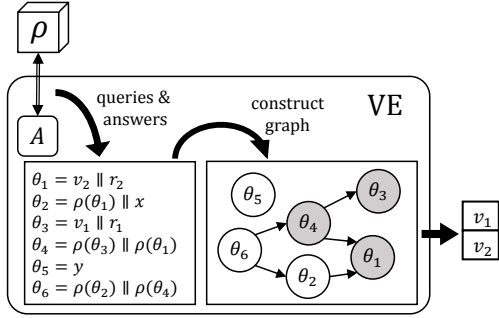 ρ
VE
A
queries &
answers
construct
graph
θ₁ = v₂ ∥ r₂
θ₂ = ρ(θ₁) ∥ x
θ₃ = v₁ ∥ r₁
θ₄ = ρ(θ₃) ∥ ρ(θ₁)
θ₅ = y
θ₆ = ρ(θ₂) ∥ ρ(θ₄)
θ₅
θ₃
θ₄
θ₆
θ₁
θ₂
v₁
v₂